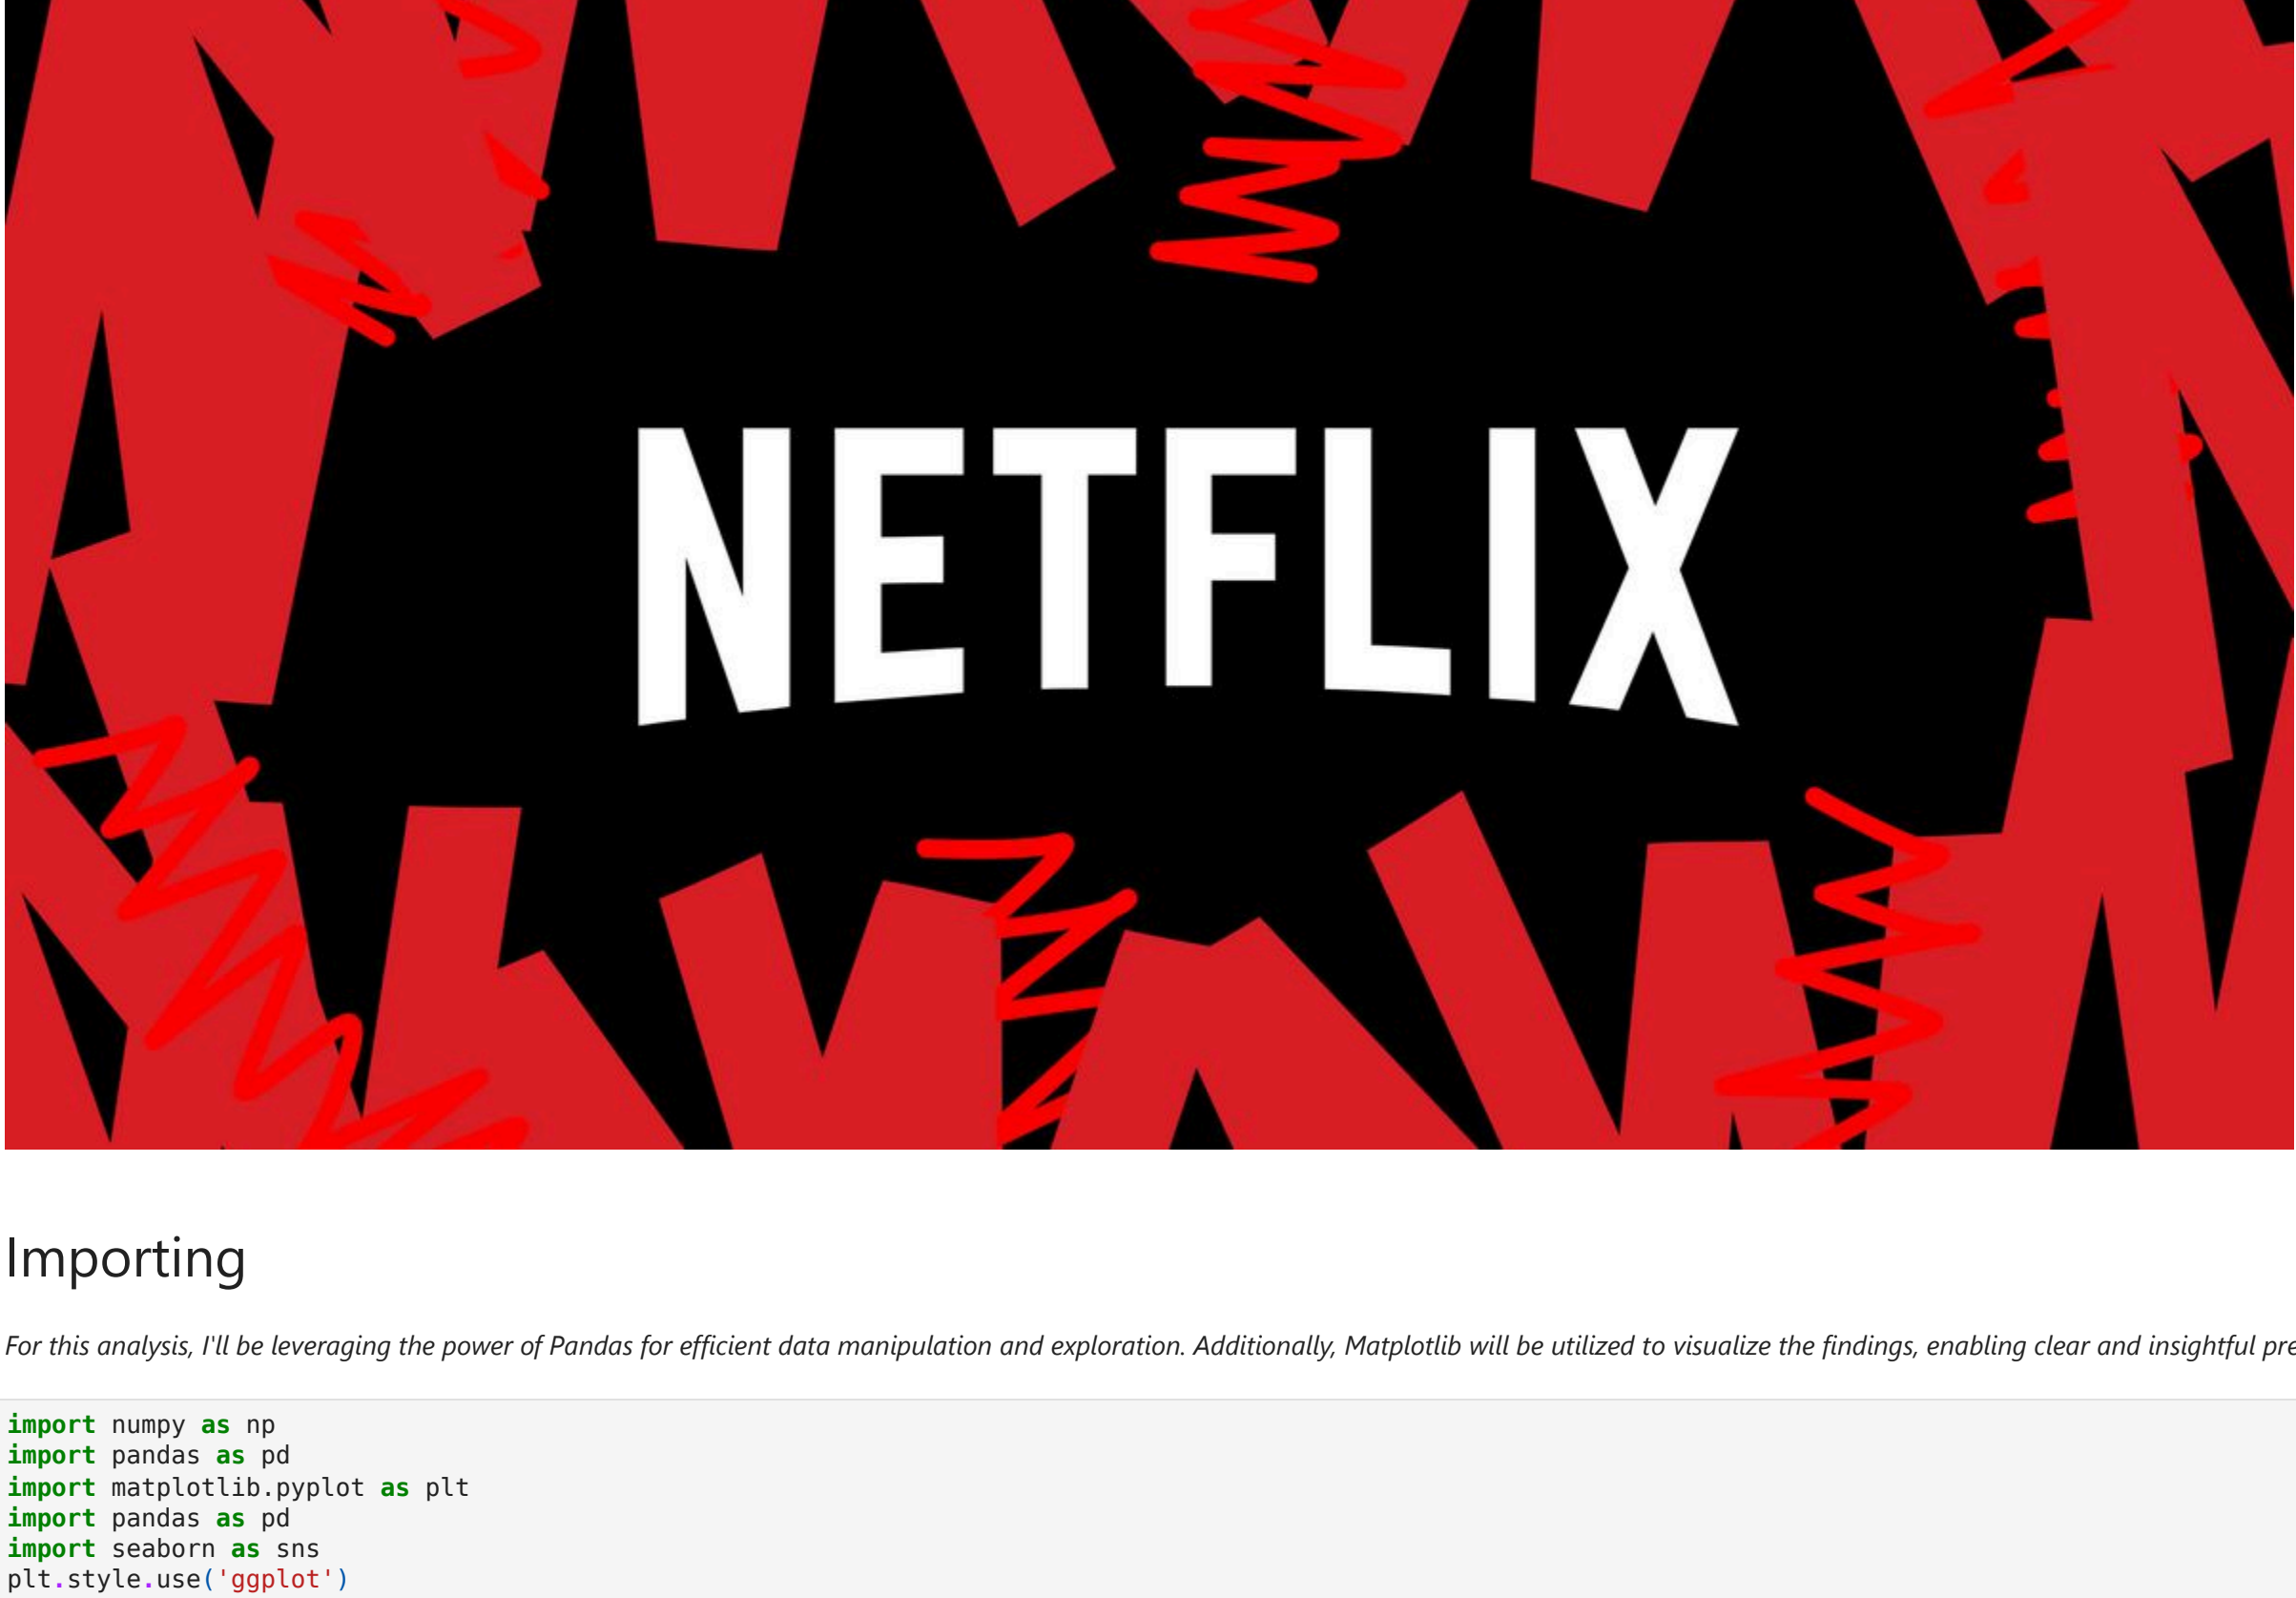 NETFLIX
Importing
For this analysis, I'll be leveraging the power of Pandas for efficient data manipulation and exploration. Additionally, Matplotlib will be utilized to visualize the findings, enabling clear and insightful
import numpy as np
import pandas as pd
import matplotlib.pyplot as plt
import pandas as pd
import seaborn as sns
plt.style.use('ggplot')